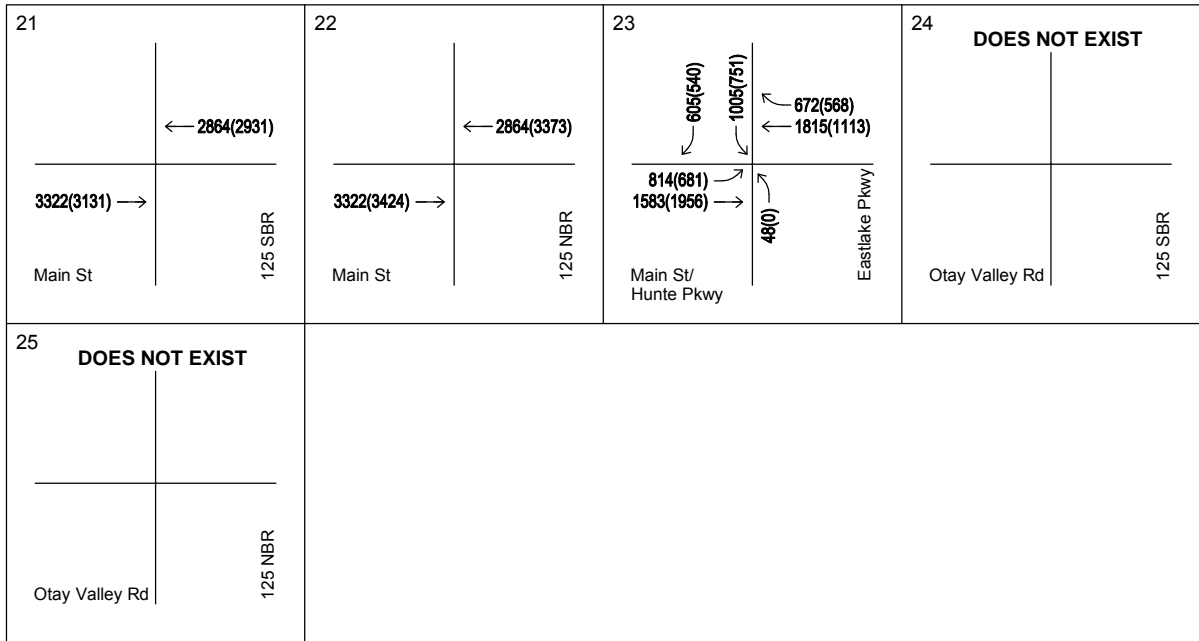 21
2864(2931)
3322(3131)
125 SBR
Main St
22
2864(3373)
3322(3424)
125 NBR
Main St
23
605(540)
1005(751)
672(568)
1815(1113)
814(681)
1583(1956)
48(0)
Eastlake Pkwy
Main St/
Hunte Pkwy
24
DOES NOT EXIST
Otay Valley Rd
125 SBR
25
DOES NOT EXIST
Otay Valley Rd
125 NBR